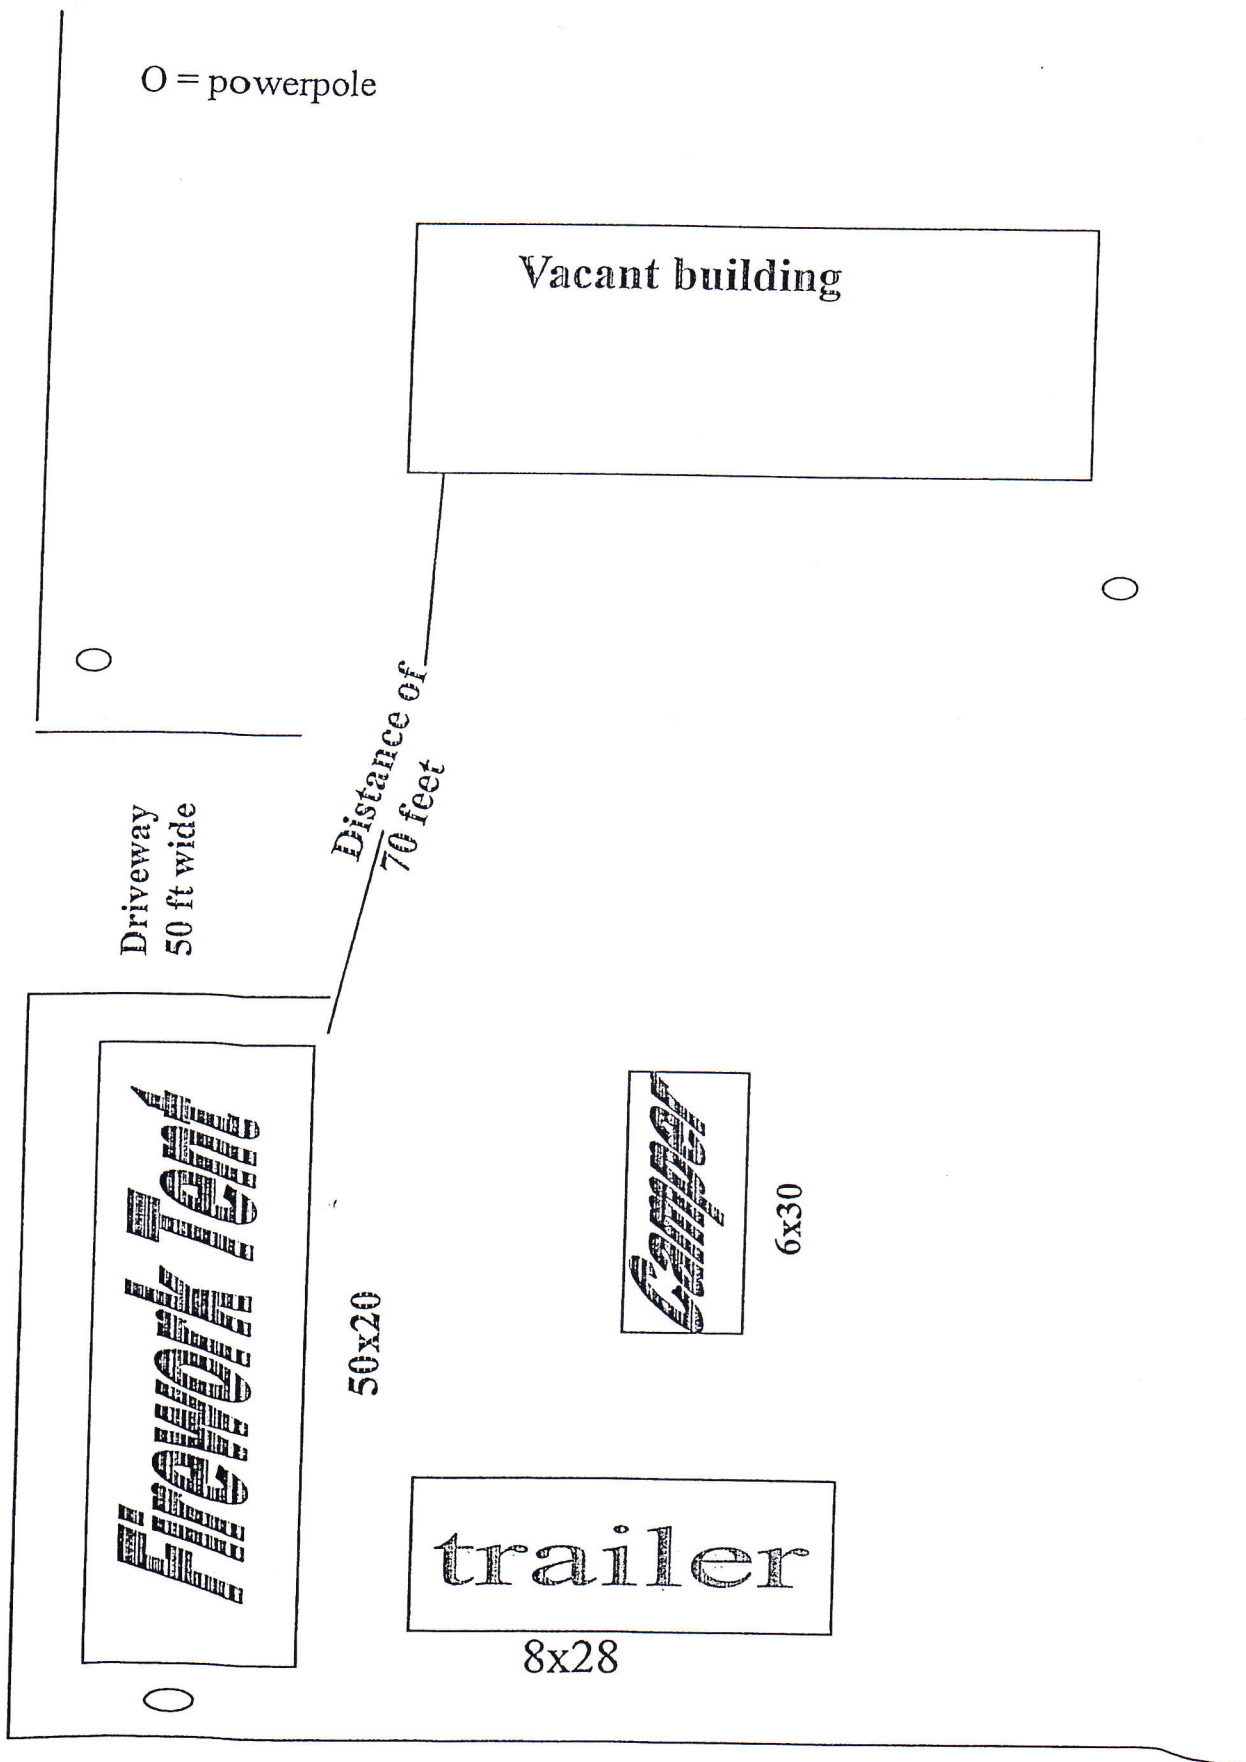 O = powerpole
Vacant building
Distance of
70 feet
Driveway
50 ft wide
Firework Tent
50x20
Camper
6x30
trailer
8x28